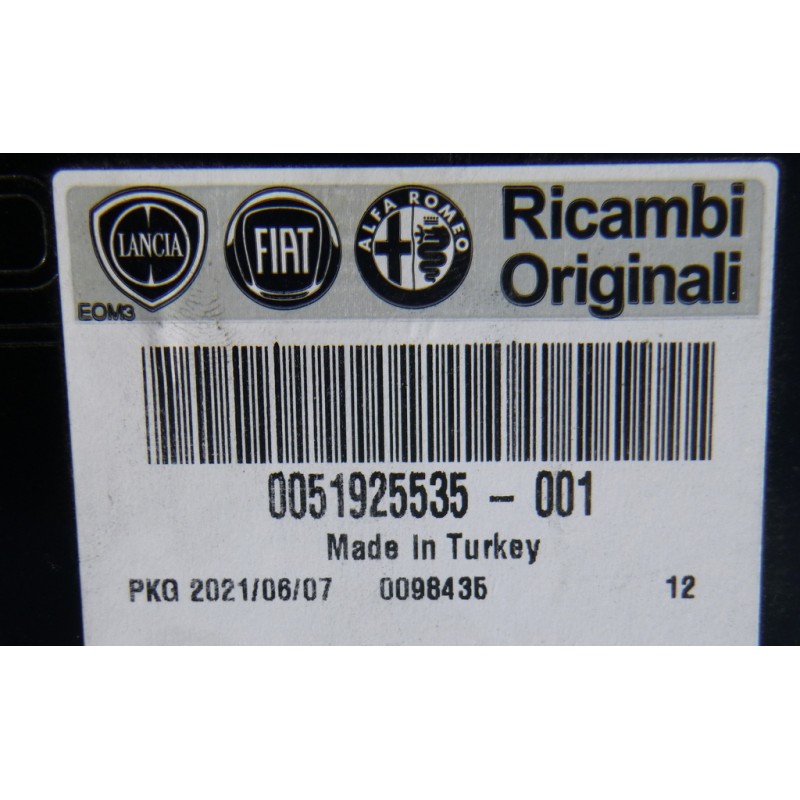 LANCIA FIAT ALFA ROMEO Ricambi
Originali
EOM3
0051925535 - 001
Made in Turkey
PKG 2021/06/07 0098435 12